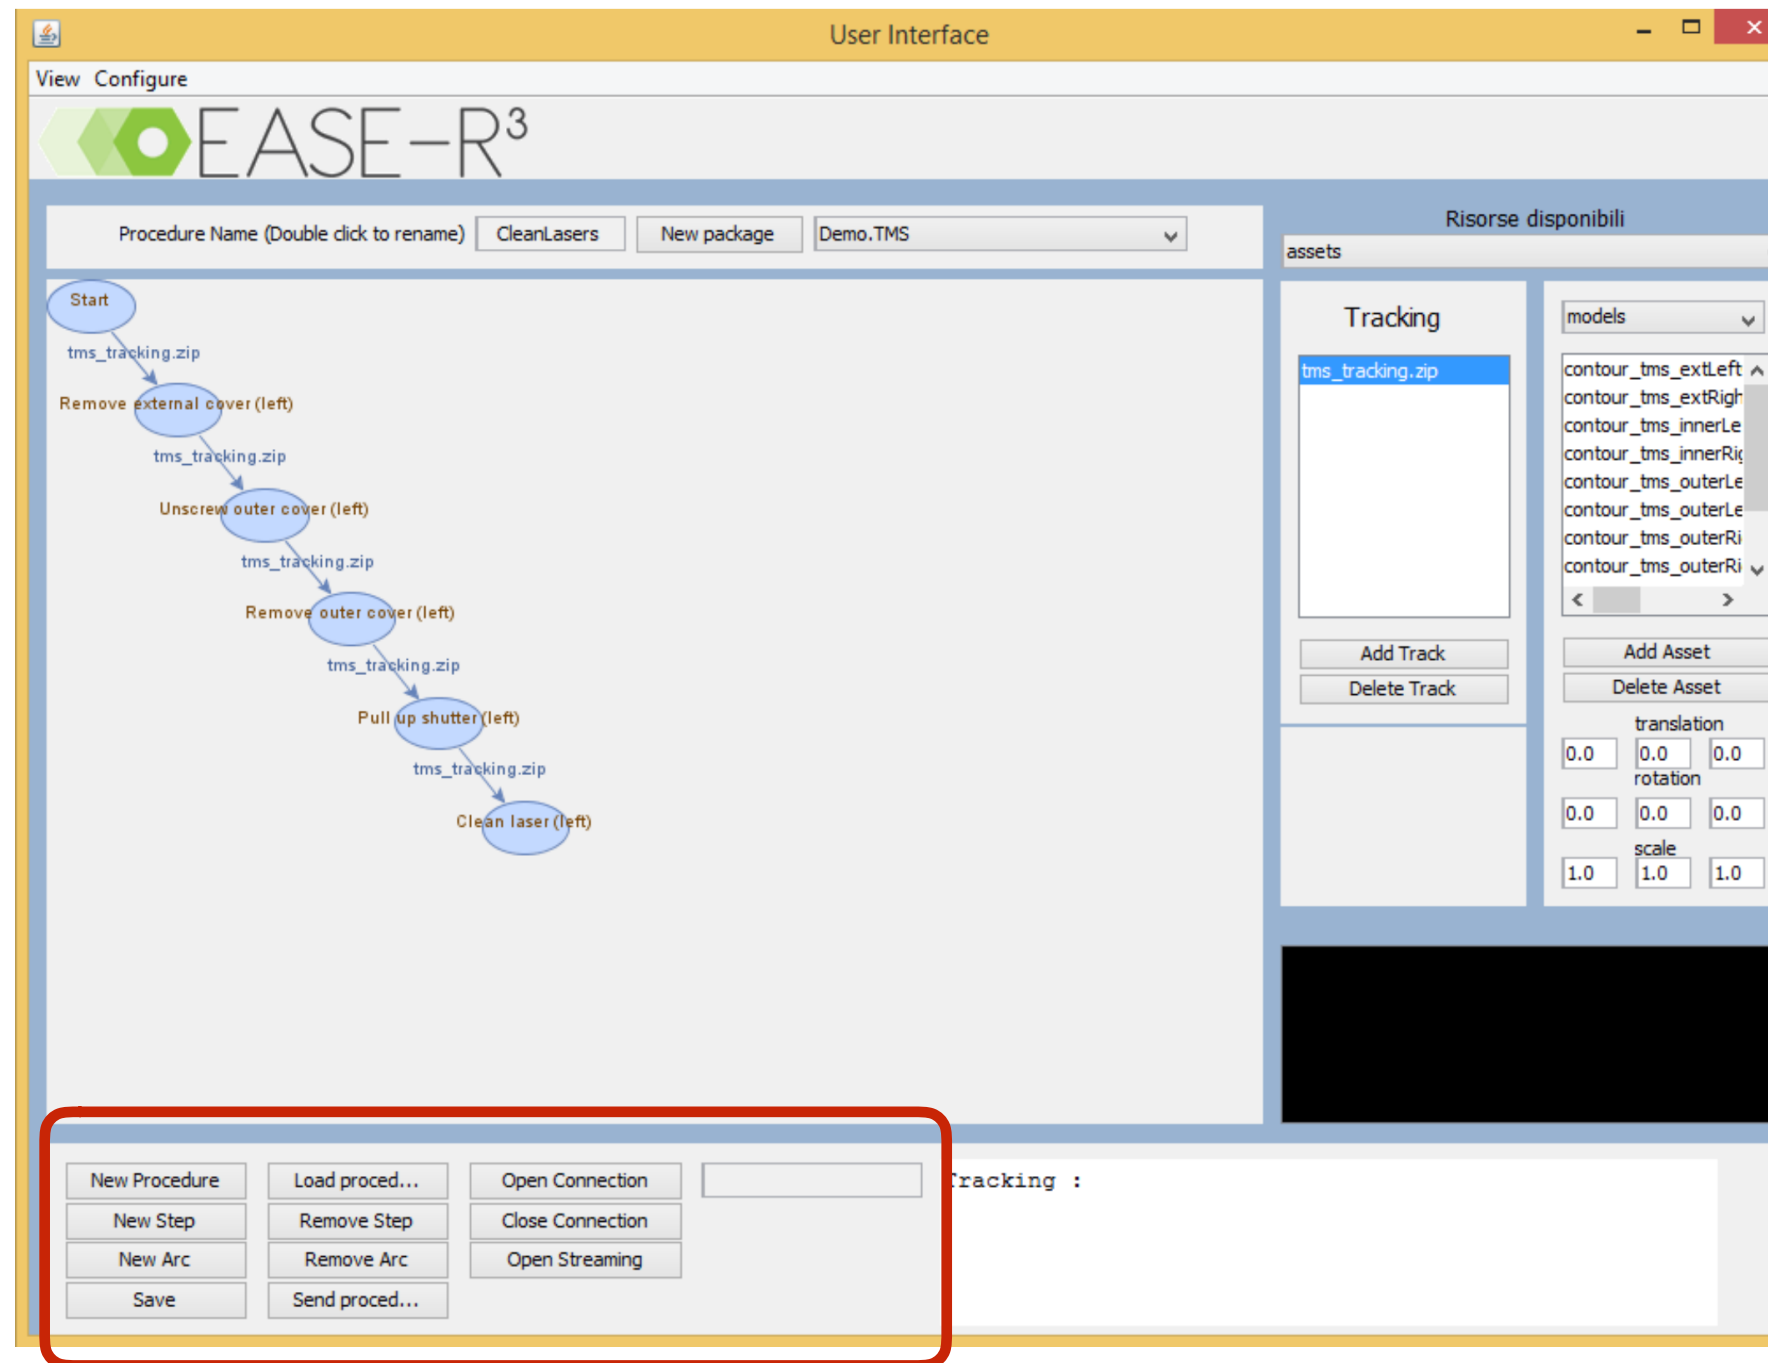 User Interface
View Configure
EASE-R³
Procedure Name (Double click to rename) CleanLasers New package Demo.TMS
Risorse disponibili
assets
Start
tms_tracking.zip
Remove external cover (left)
tms_tracking.zip
Unscrew outer cover (left)
tms_tracking.zip
Remove outer cover (left)
tms_tracking.zip
Pull up shutter (left)
tms_tracking.zip
Clean laser (left)
Tracking
tms_tracking.zip
Add Track
Delete Track
models
contour_tms_extLeft
contour_tms_extRigh
contour_tms_innerLe
contour_tms_innerRig
contour_tms_outerLe
contour_tms_outerLe
contour_tms_outerRi
contour_tms_outerRi
Add Asset
Delete Asset
translation
0.0 0.0 0.0
rotation
0.0 0.0 0.0
scale
1.0 1.0 1.0
New Procedure Load proced... Open Connection
New Step Remove Step Close Connection
New Arc Remove Arc Open Streaming
Save Send proced...
Tracking :